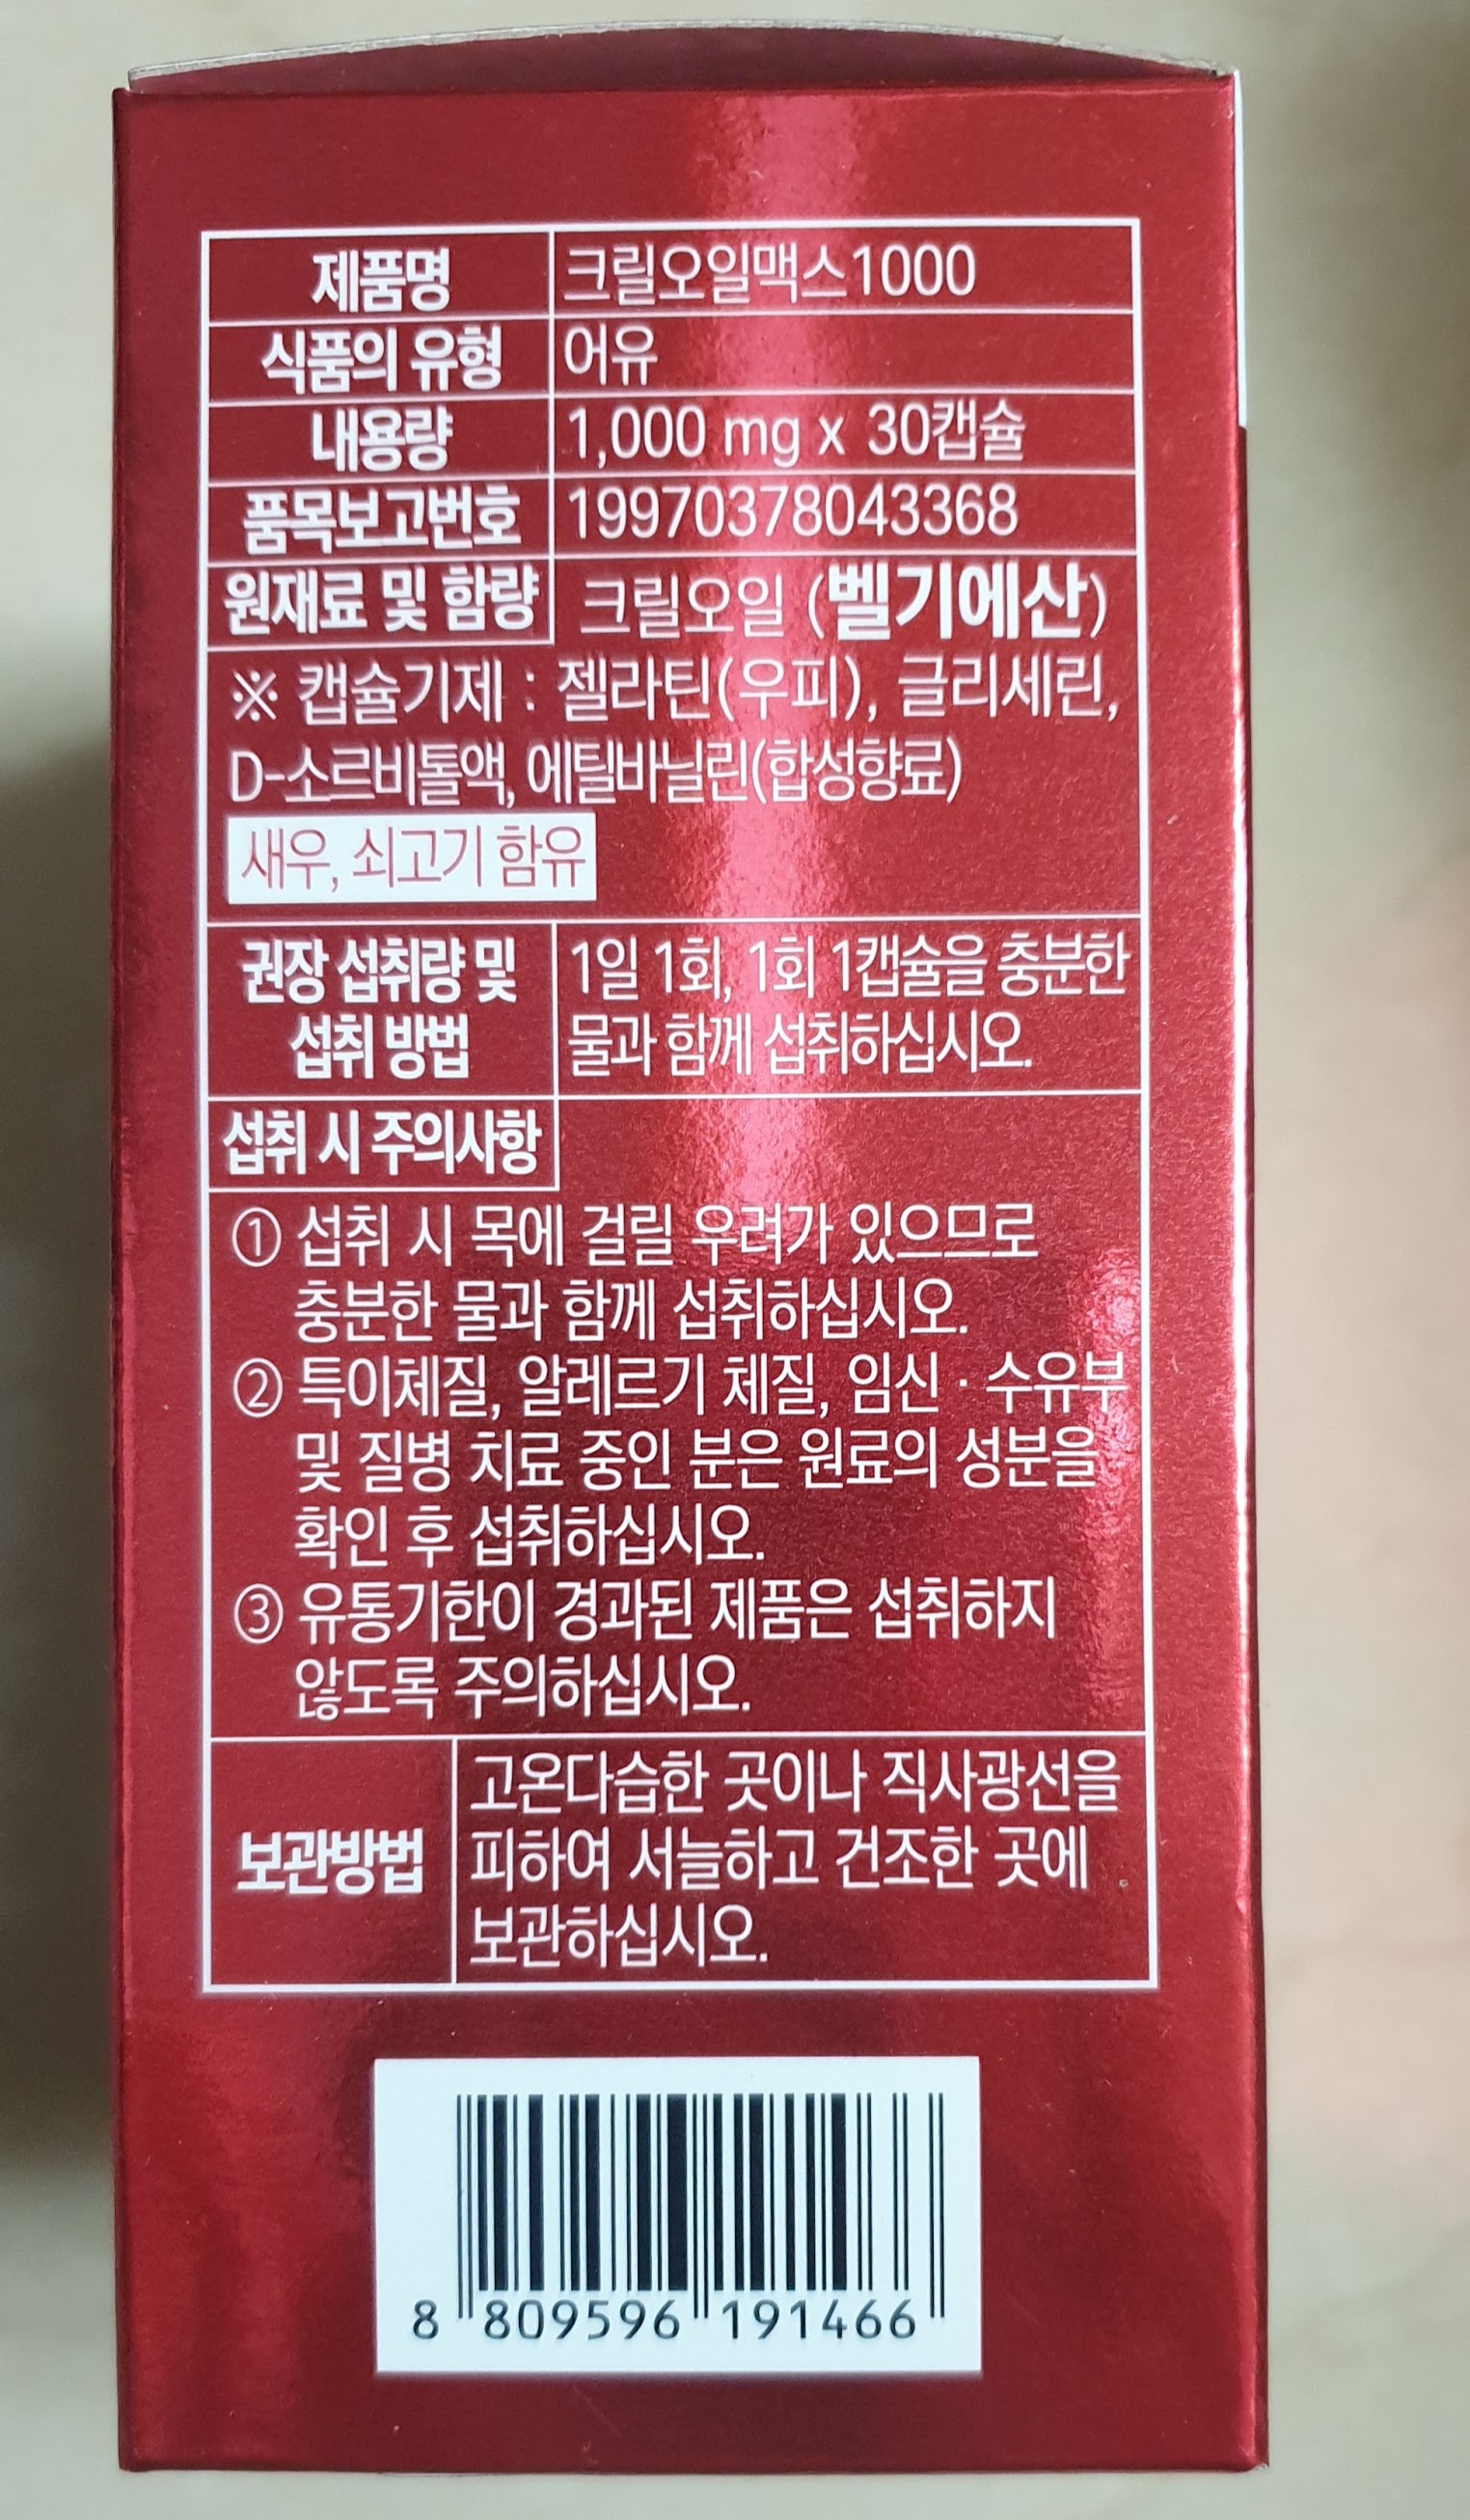 제품명 크릴오일맥스1000
식품의 유형 어유
내용량 1,000 mg x 30캡슐
품목보고번호 19970378043368
원재료 및 함량 크릴오일 (벨기에산)
※ 캡슐기제 : 젤라틴(우피), 글리세린,
D-소르비톨액, 에틸바닐린(합성향료)
새우, 쇠고기 함유
권장 섭취량 및 섭취 방법
1일 1회, 1회 1캡슐을 충분한
물과 함께 섭취하십시오.
섭취 시 주의사항
① 섭취 시 목에 걸릴 우려가 있으므로
충분한 물과 함께 섭취하십시오.
② 특이체질, 알레르기 체질, 임신 · 수유부
및 질병 치료 중인 분은 원료의 성분을
확인 후 섭취하십시오.
③ 유통기한이 경과된 제품은 섭취하지
않도록 주의하십시오.
보관방법
고온다습한 곳이나 직사광선을
피하여 서늘하고 건조한 곳에
보관하십시오.
8 809596 191466